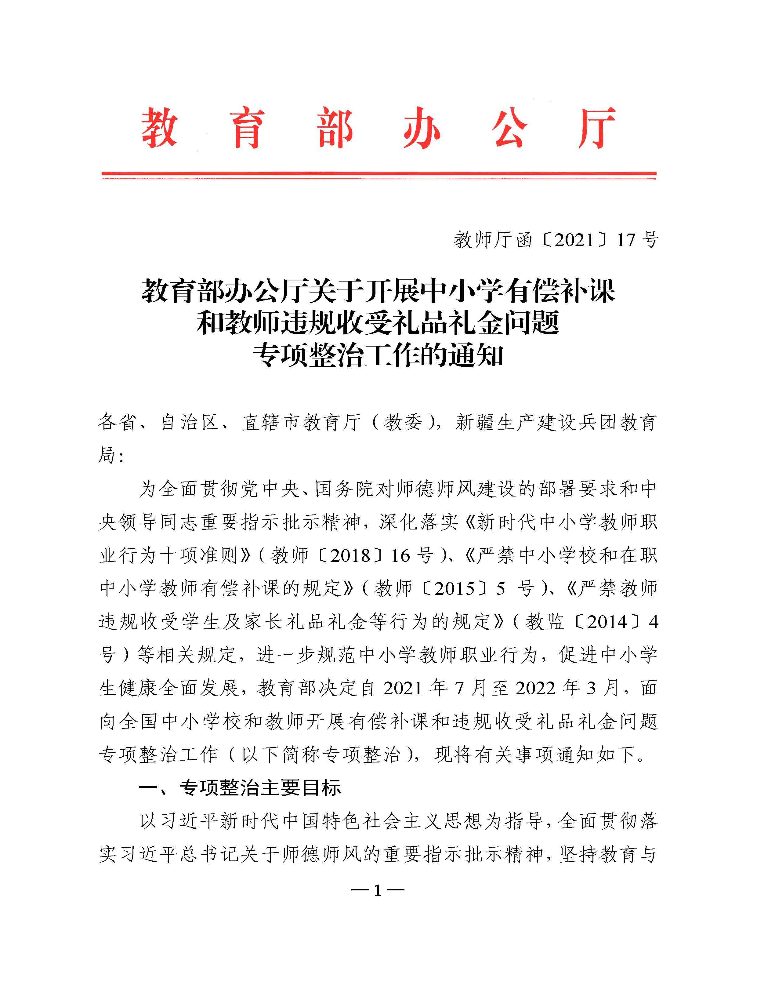 教育部办公厅
教师厅函〔2021〕17 号
教育部办公厅关于开展中小学有偿补课
和教师违规收受礼品礼金问题
专项整治工作的通知
各省、自治区、直辖市教育厅（教委），新疆生产建设兵团教育
局：
为全面贯彻党中央、国务院对师德师风建设的部署要求和中
央领导同志重要指示批示精神，深化落实《新时代中小学教师职
业行为十项准则》（教师〔2018〕16 号）、《严禁中小学校和在职
中小学教师有偿补课的规定》（教师〔2015〕5 号）、《严禁教师
违规收受学生及家长礼品礼金等行为的规定》（教监〔2014〕4
号）等相关规定，进一步规范中小学教师职业行为，促进中小学
生健康全面发展，教育部决定自 2021 年 7 月至 2022 年 3 月，面
向全国中小学校和教师开展有偿补课和违规收受礼品礼金问题
专项整治工作（以下简称专项整治），现将有关事项通知如下。
一、专项整治主要目标
以习近平新时代中国特色社会主义思想为指导，全面贯彻落
实习近平总书记关于师德师风的重要指示批示精神，坚持教育与
— 1 —